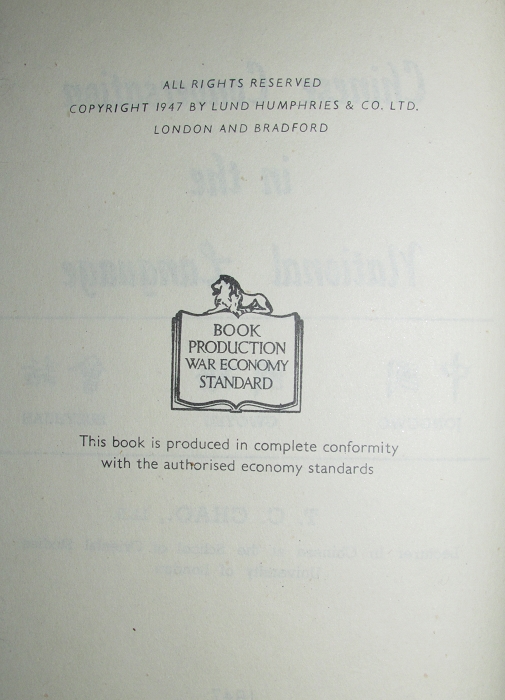 ALL RIGHTS RESERVED
COPYRIGHT 1947 BY LUND HUMPHRIES & CO. LTD.
LONDON AND BRADFORD
BOOK
PRODUCTION
WAR ECONOMY
STANDARD
This book is produced in complete conformity
with the authorised economy standards